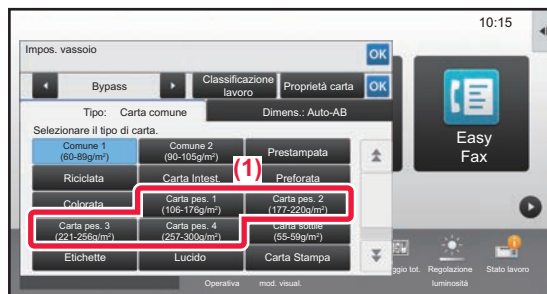 10:15
Impos. vassoio
OK
Bypass
Classificazione
lavoro
Proprietà carta
OK
Tipo: Carta comune
Dimens.: Auto-AB
Selezionare il tipo di carta.
Comune 1
(60-89g/m²)
Comune 2
(90-105g/m²)
Prestampata
Riciclata
Carta Intest.
(1)
Preforata
Colorata
Carta pes. 1
(106-176g/m²)
Carta pes. 2
(177-220g/m²)
Carta pes. 3
(221-256g/m²)
Carta pes. 4
(257-300g/m²)
Carta sottile
(55-59g/m²)
Etichette
Lucido
Carta Stampa
Easy
Fax
ggio tot.
Regolazione
luminosità
Stato lavoro
Operativa
mod. visual.